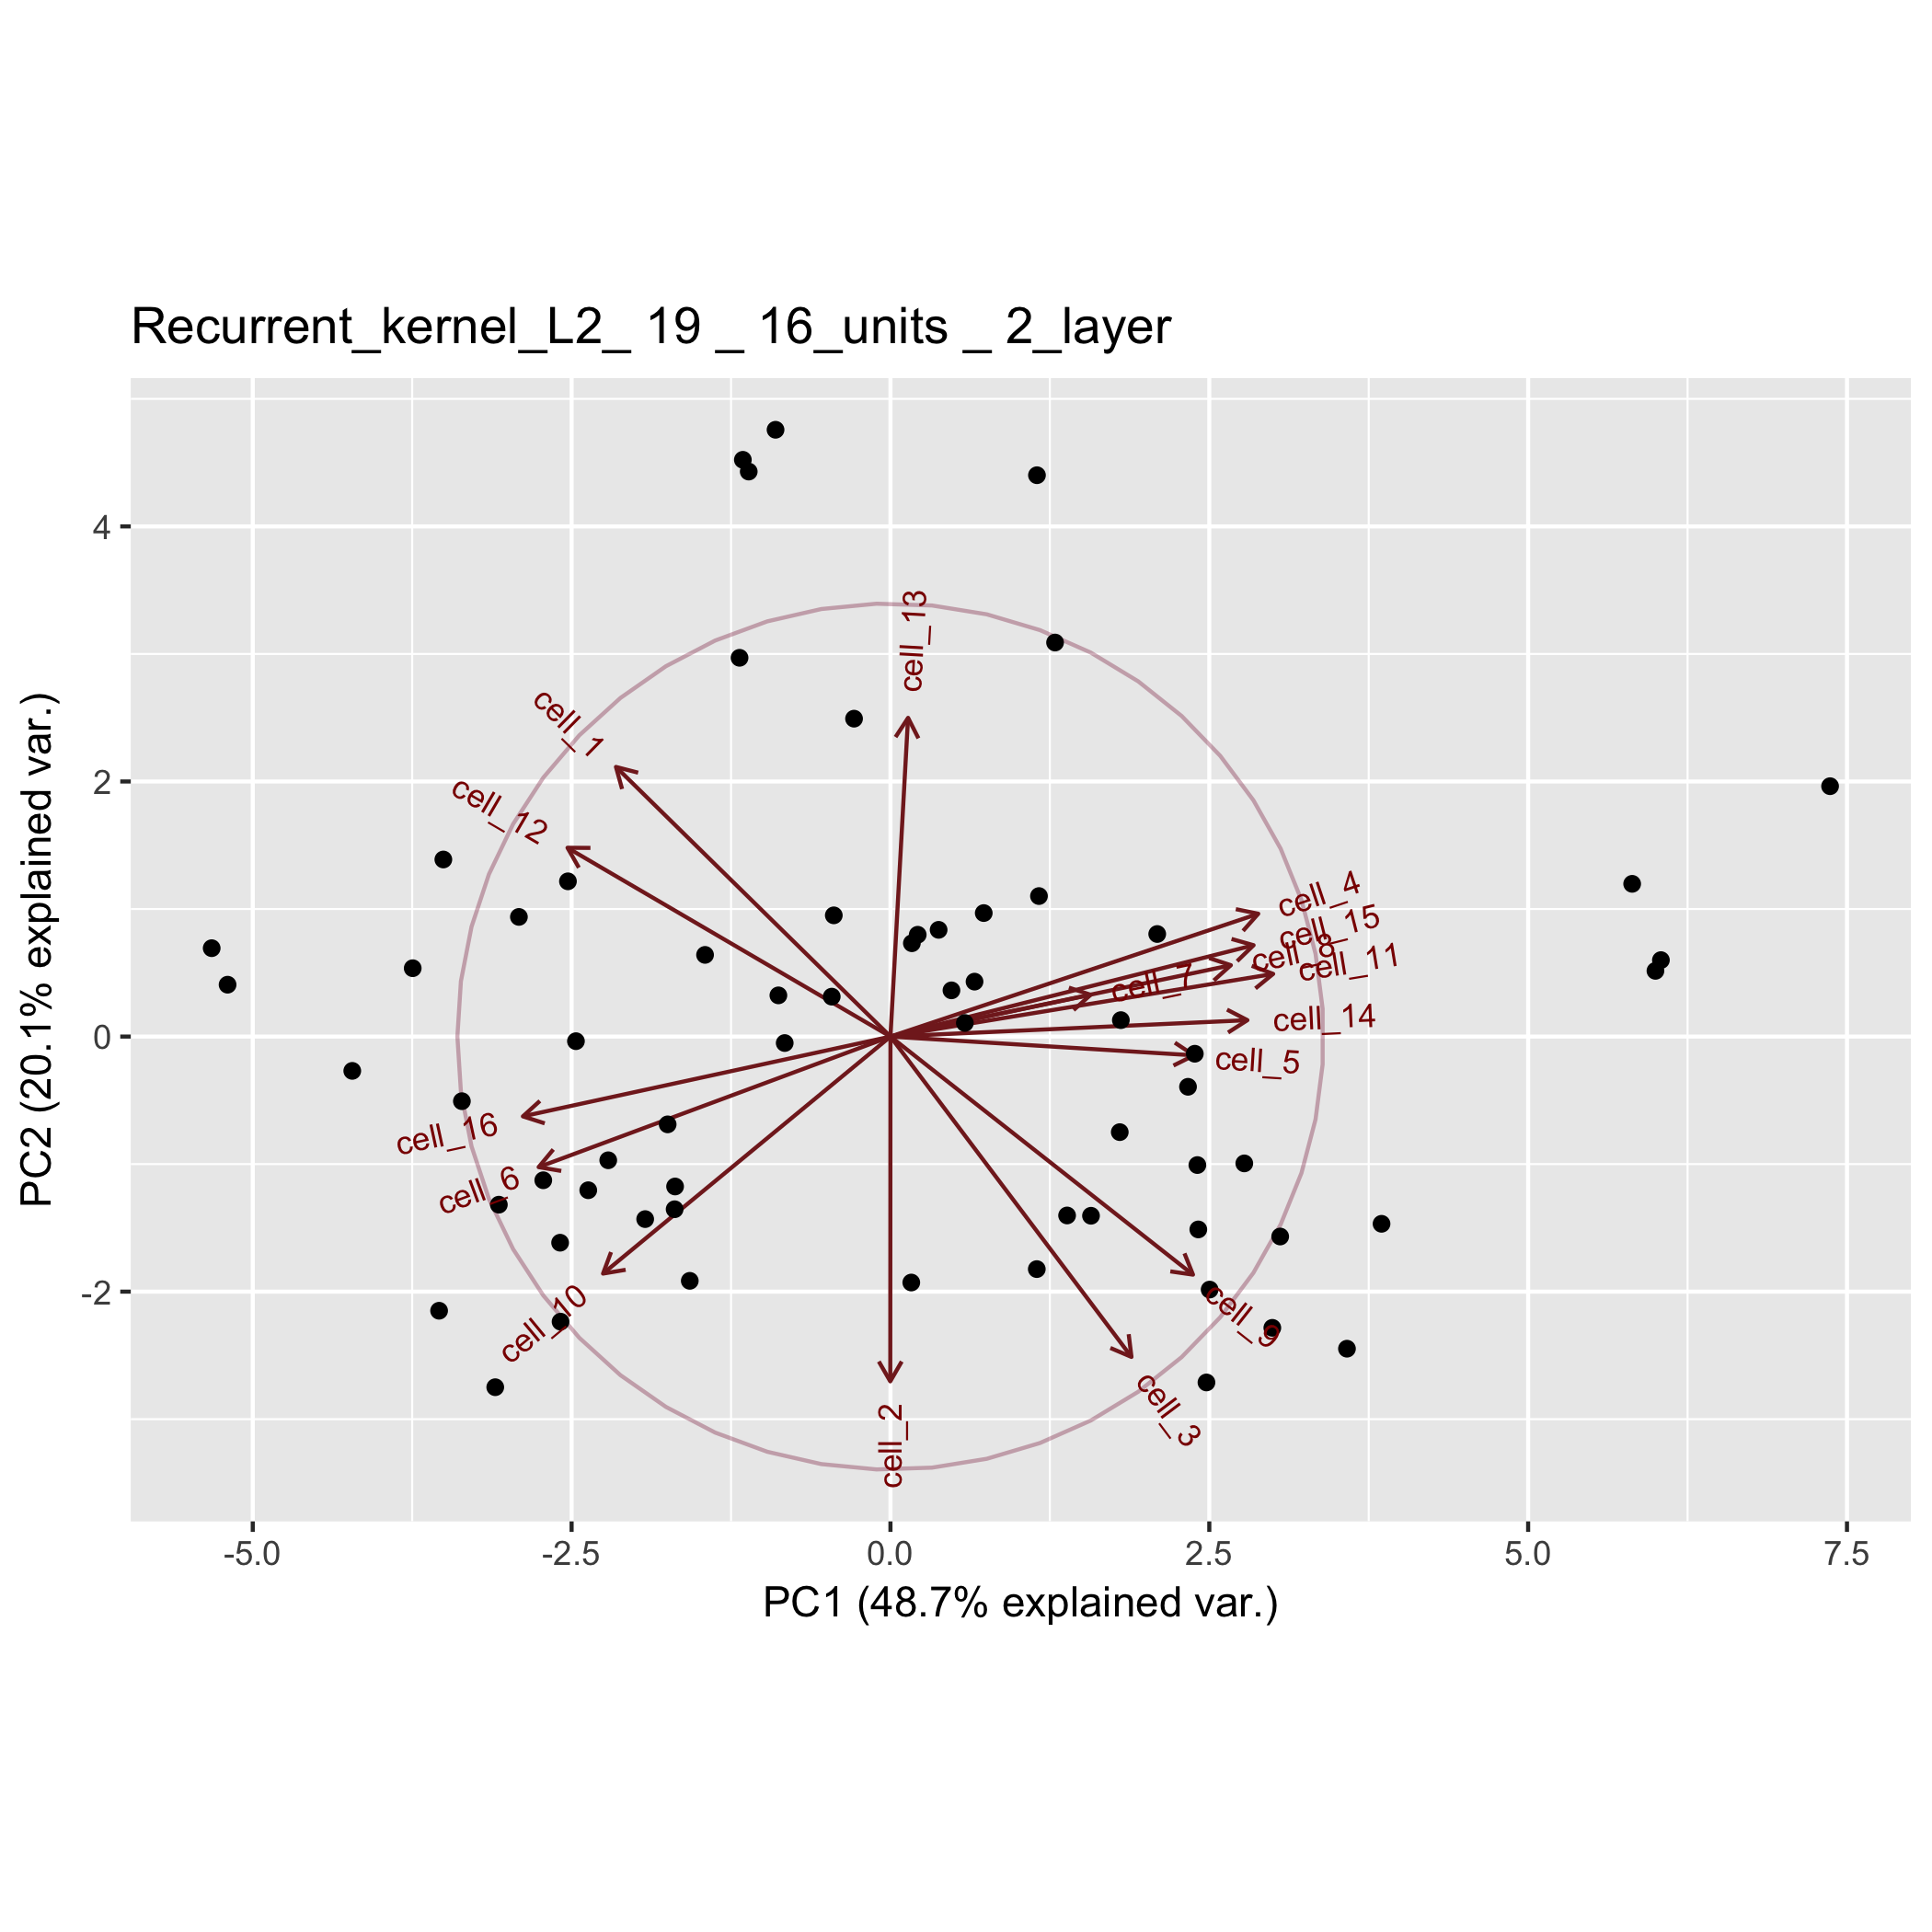 Recurrent_kernel_L2_ 19 _ 16_units _ 2_layer
PC2 (20.1% explained var.)
4
2
0
-2
cell_13
cell_1
cell_12
cell_4
cell_15
cell_8
cell_11
cell_7
cell_14
cell_5
cell_16
cell_6
cell_10
cell_9
cell_3
cell_2
-5.0
-2.5
0.0
2.5
5.0
7.5
PC1 (48.7% explained var.)